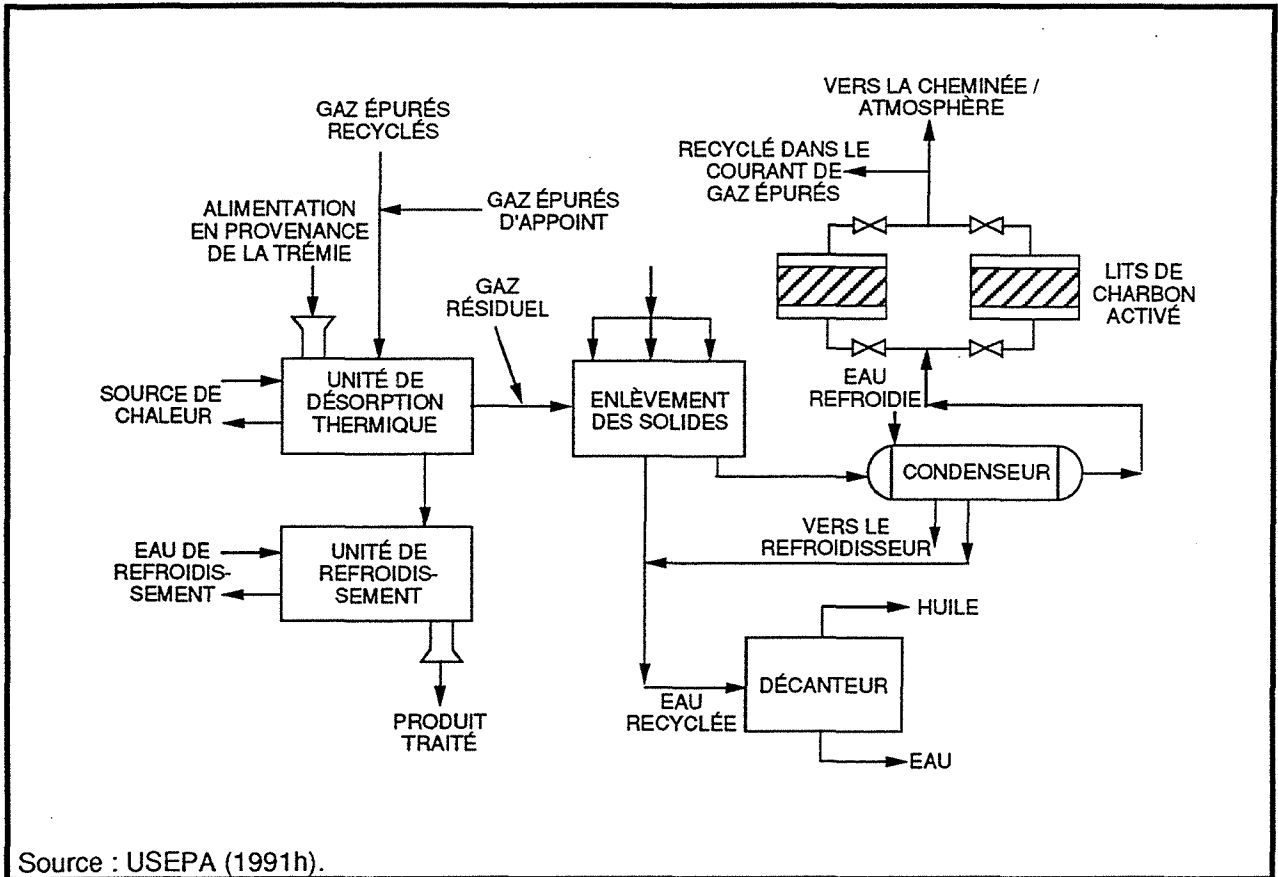 VERS LA CHEMINÉE /
ATMOSPHÈRE
GAZ ÉPURÉS
RECYCLÉS
RECYCLÉ DANS LE
COURANT DE
GAZ ÉPURÉS
ALIMENTATION
EN PROVENANCE
DE LA TRÉMIE
GAZ ÉPURÉS
D'APPOINT
GAZ
RÉSIDUEL
LITS DE
CHARBON
ACTIVÉ
SOURCE DE
CHALEUR
UNITÉ DE
DÉSORPTION
THERMIQUE
ENLÈVEMENT
DES SOLIDES
EAU
REFROIDIE
CONDENSEUR
VERS LE
REFROIDISSEUR
EAU DE
REFROIDIS-
SEMENT
UNITÉ DE
REFROIDIS-
SEMENT
HUILE
DÉCANTEUR
EAU
RECYCLÉE
PRODUIT
TRAITÉ
EAU
Source : USEPA (1991h).